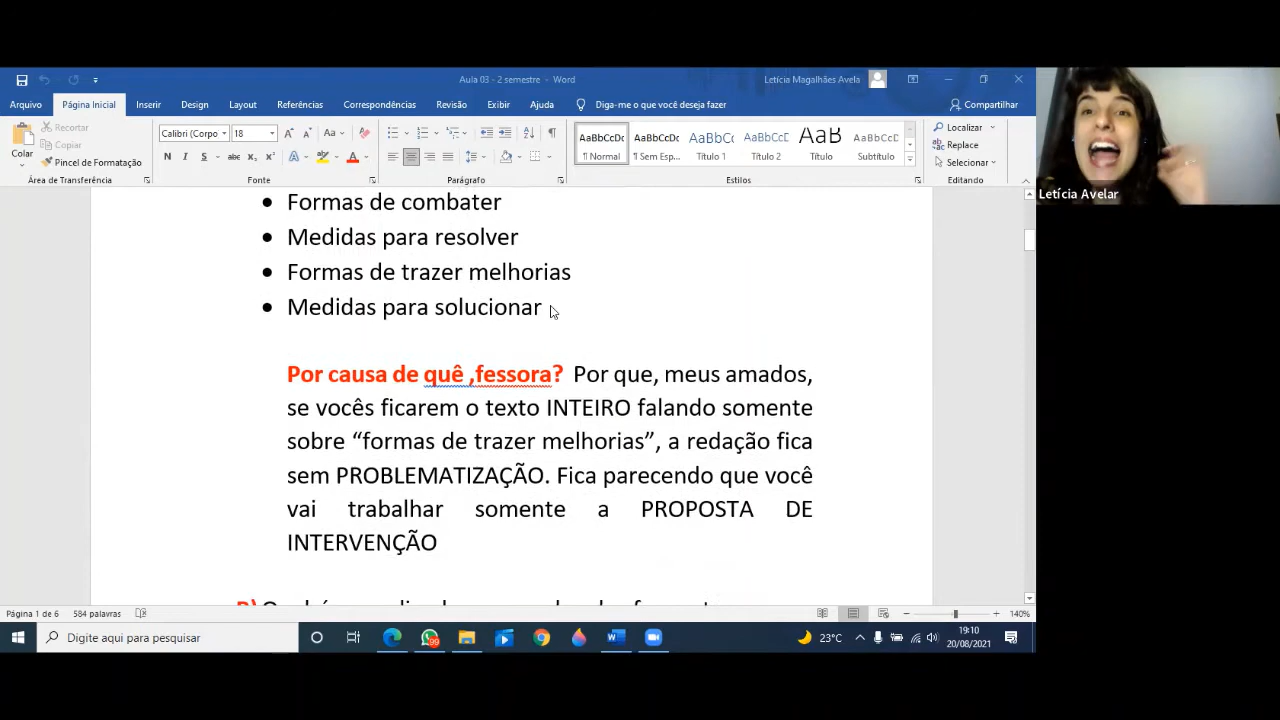 Aula 03 - 2 semestre - Word
Letícia Magalhães Avela
Arquivo Página Inicial Inserir Design Layout Referências Correspondências Revisão Exibir Ajuda Diga-me o que você deseja fazer Compartilhar
Colar
Recortar
Copiar
Pincel de Formatação
Área de Transferência
Calibri (Corpo 18
Fonte
Parágrafo
AaBbCcDc AaBbCcDc AaBbCc AaBbCcD AaB AaBbCcD
¶ Normal ¶ Sem Esp... Título 1 Título 2 Título Subtítulo
Estilos
Localizar
Replace
Selecionar
Editando
Letícia Avelar
• Formas de combater
• Medidas para resolver
• Formas de trazer melhorias
• Medidas para solucionar
Por causa de quê ,fessora? Por que, meus amados,
se vocês ficarem o texto INTEIRO falando somente
sobre “formas de trazer melhorias”, a redação fica
sem PROBLEMATIZAÇÃO. Fica parecendo que você
vai trabalhar somente a PROPOSTA DE
INTERVENÇÃO
Página 1 de 6 584 palavras 140%
Digite aqui para pesquisar
99
23°C
19:10
20/08/2021